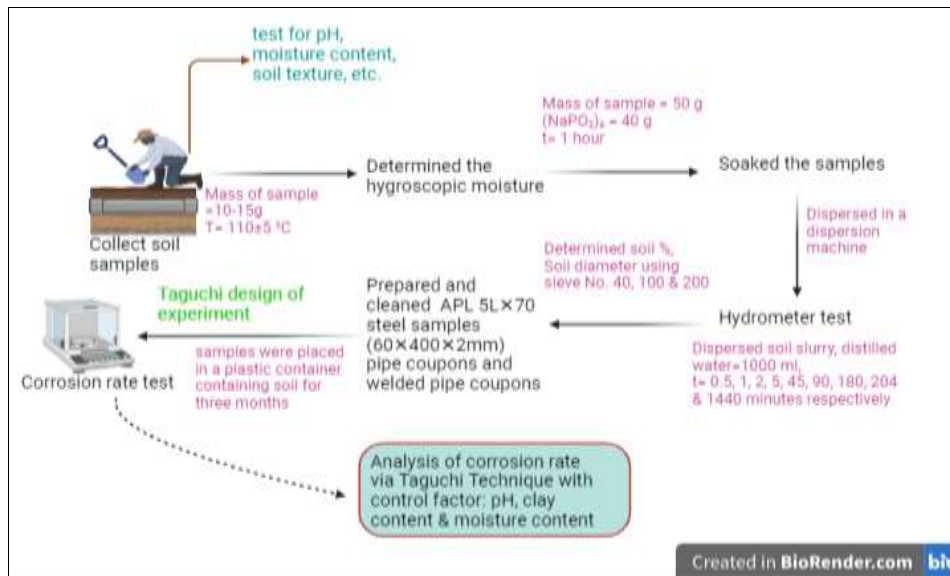 test for pH,
moisture content,
soil texture, etc.
Mass of sample = 50 g
(NaPO₃)₆ = 40 g
t= 1 hour
Determined the
hygroscopic moisture
Soaked the samples
Mass of sample
=10-15g
T= 110±5 °C
Collect soil
samples
Dispersed in a
dispersion
machine
Determined soil %,
Soil diameter using
sieve No. 40, 100 & 200
Hydrometer test
Dispersed soil slurry, distilled
water=1000 ml,
t= 0.5, 1, 2, 5, 45, 90, 180, 204
& 1440 minutes respectively
Prepared and
cleaned APL 5L×70
steel samples
(60×400×2mm)
pipe coupons and
welded pipe coupons
Taguchi design of
experiment
samples were placed
in a plastic container
containing soil for
three months
Corrosion rate test
Analysis of corrosion rate
via Taguchi Technique with
control factor: pH, clay
content & moisture content
Created in BioRender.com bi